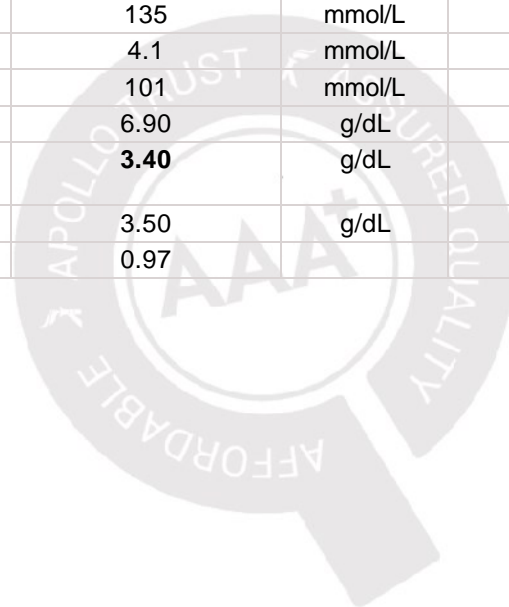 135 mmol/L
4.1 mmol/L
101 mmol/L
6.90 g/dL
3.40 g/dL
3.50 g/dL
0.97
APOLLO TRUST ASSURED QUALITY AFFORDABLE
AAA+